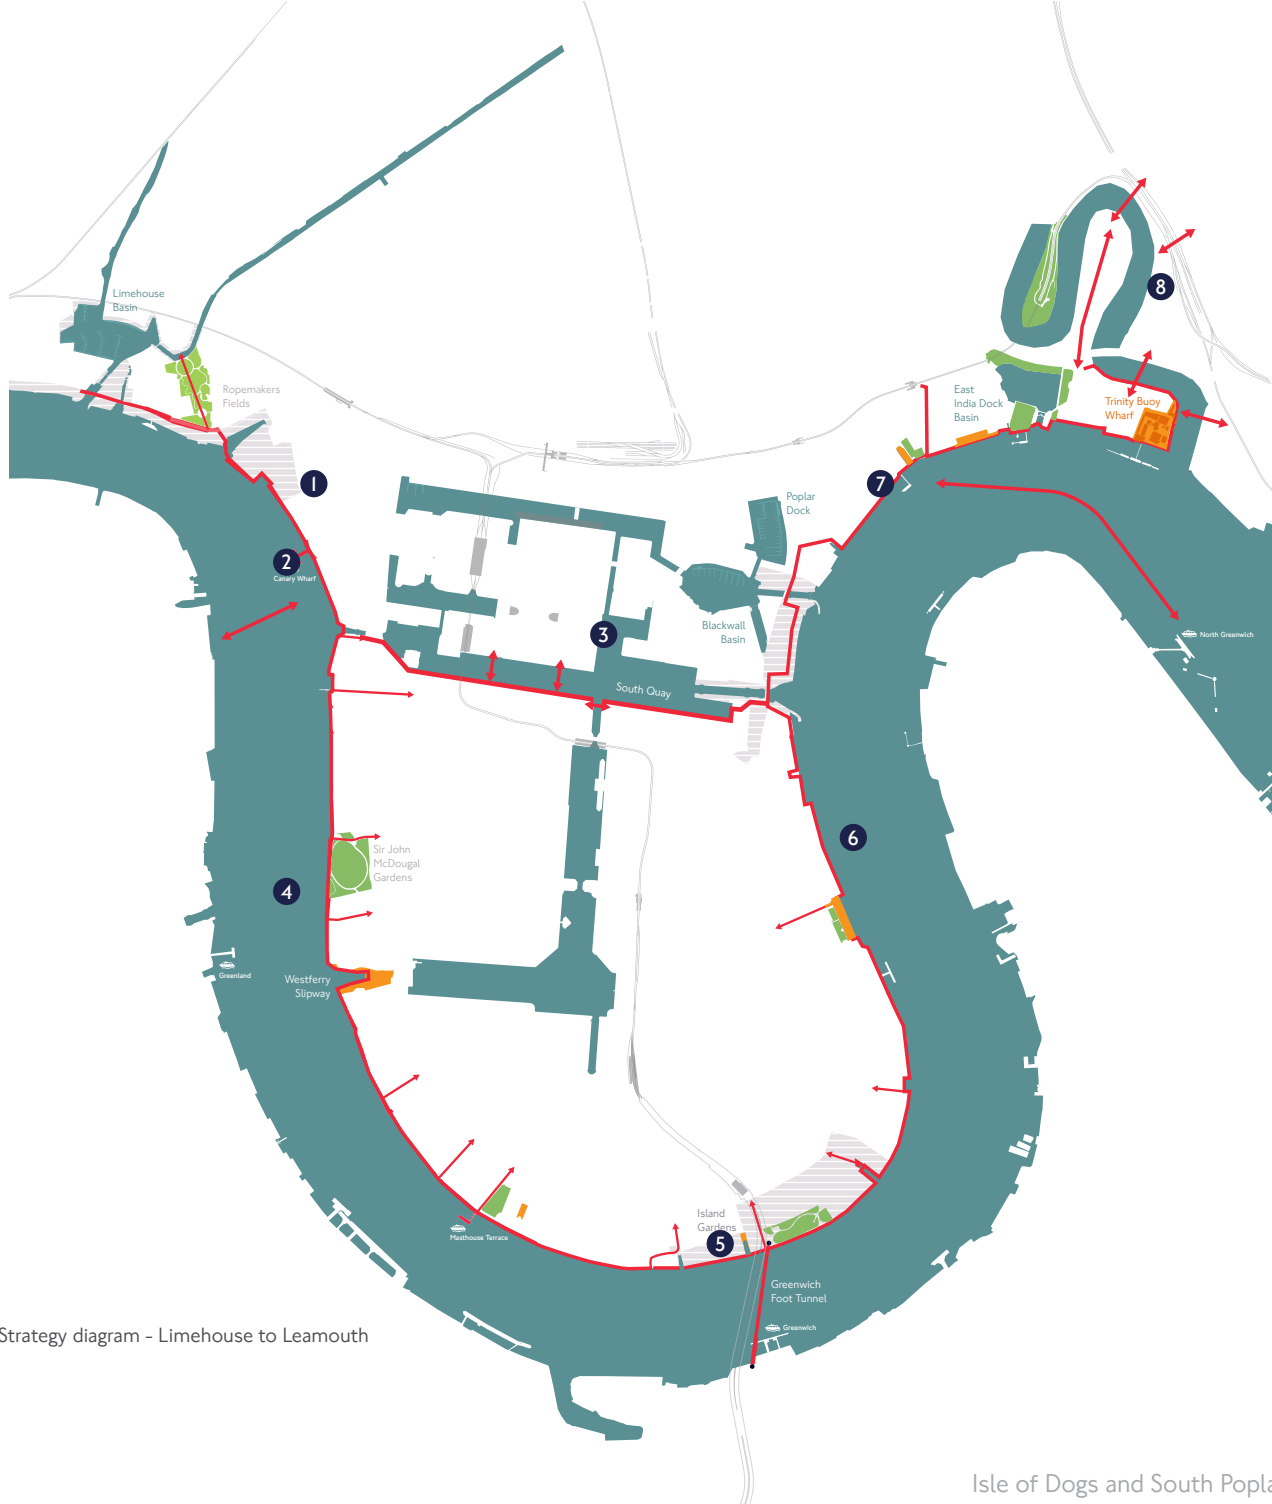 Limehouse
Basin
Ropemakers
Fields
1
2
Canary Wharf
3
South Quay
Poplar
Dock
Blackwall
Basin
7
East
India Dock
Basin
Trinity Buoy
Wharf
8
North Greenwich
6
Sir John
McDougal
Gardens
4
Greenland
Westferry
Slipway
Masthouse Terrace
Island
Gardens
5
Greenwich
Foot Tunnel
Greenwich
Strategy diagram - Limehouse to Leamouth
Isle of Dogs and South Popla